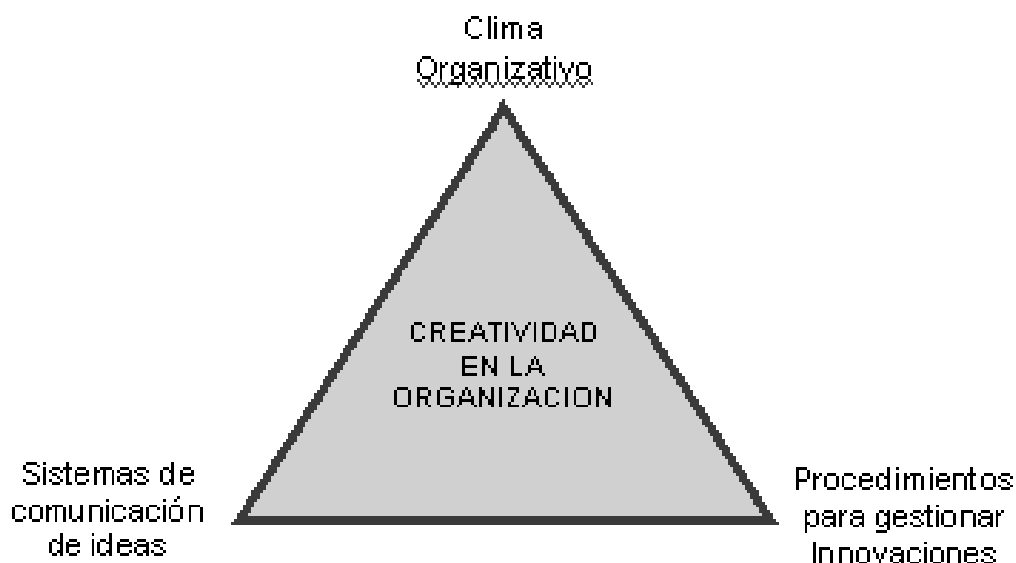 Clima
Organizativo
CREATIVIDAD
EN LA
ORGANIZACION
Sistemas de
comunicación
de ideas
Procedimientos
para gestionar
Innovaciones